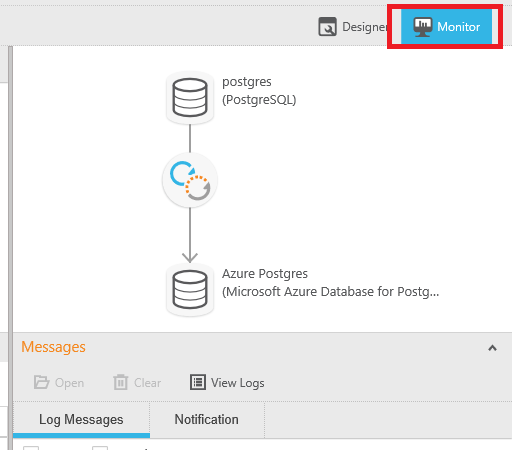 Designer
Monitor
postgres
(PostgreSQL)
Azure Postgres
(Microsoft Azure Database for Postg...
Messages
Open
Clear
View Logs
Log Messages
Notification